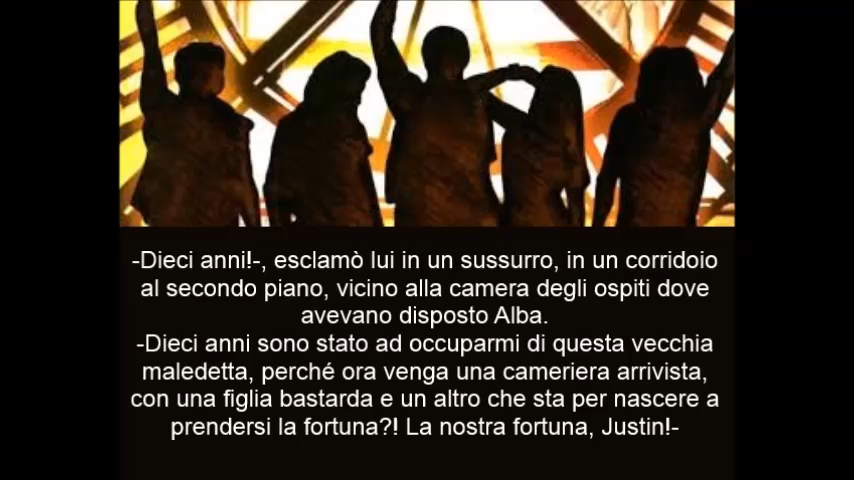 -Dieci anni!-, esclamò lui in un sussurro, in un corridoio
al secondo piano, vicino alla camera degli ospiti dove
avevano disposto Alba.
-Dieci anni sono stato ad occuparmi di questa vecchia
maledetta, perché ora venga una cameriera arrivista,
con una figlia bastarda e un altro che sta per nascere a
prendersi la fortuna?! La nostra fortuna, Justin!-